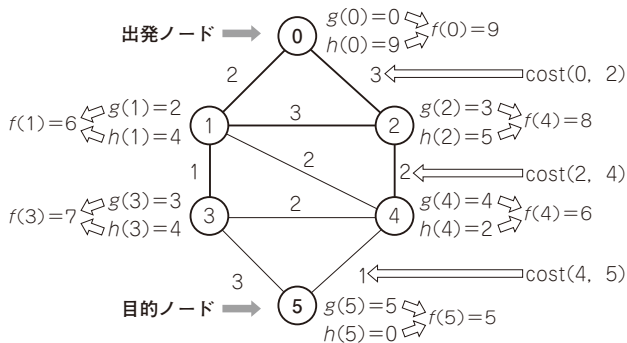 g(0)=0
出発ノード 0 f(0)=9
h(0)=9
2 3 cost(0, 2)
g(1)=2 g(2)=3
f(1)=6 1 3 2 f(4)=8
h(1)=4 h(2)=5
2
1 2 cost(2, 4)
g(3)=3 2 g(4)=4
f(3)=7 3 4 f(4)=6
h(3)=4 h(4)=2
3 1 cost(4, 5)
目的ノード 5 g(5)=5 f(5)=5
h(5)=0